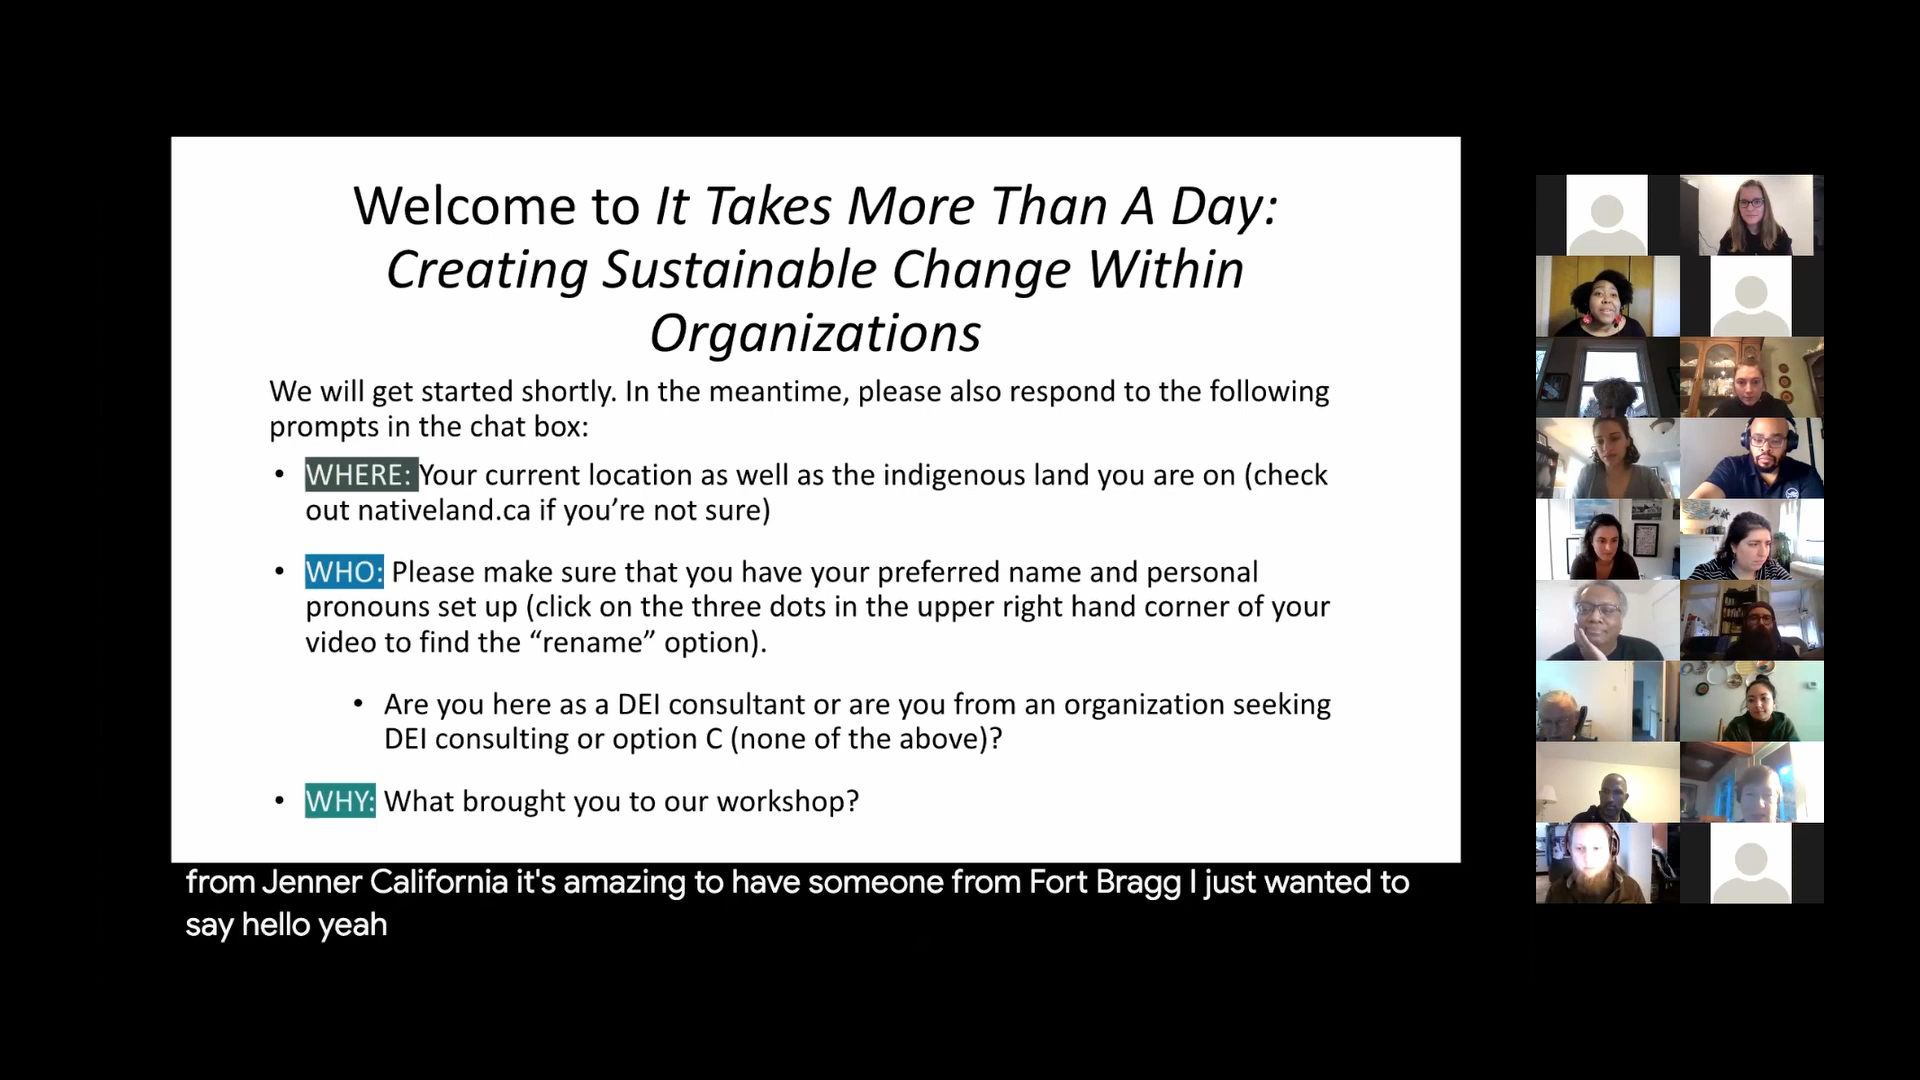 Welcome to It Takes More Than A Day:
Creating Sustainable Change Within
Organizations
We will get started shortly. In the meantime, please also respond to the following
prompts in the chat box:
• WHERE: Your current location as well as the indigenous land you are on (check
out nativeland.ca if you’re not sure)
• WHO: Please make sure that you have your preferred name and personal
pronouns set up (click on the three dots in the upper right hand corner of your
video to find the “rename” option).
• Are you here as a DEI consultant or are you from an organization seeking
DEI consulting or option C (none of the above)?
• WHY: What brought you to our workshop?
from Jenner California it's amazing to have someone from Fort Bragg I just wanted to
say hello yeah